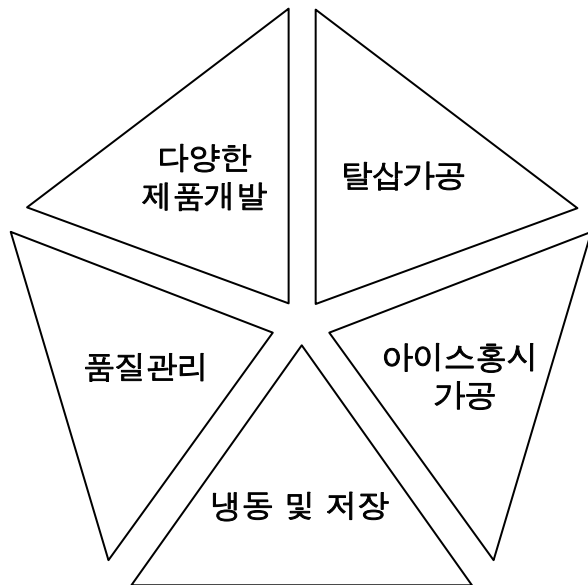 다양한
제품개발
탈삽가공
품질관리
아이스홍시
가공
냉동 및 저장